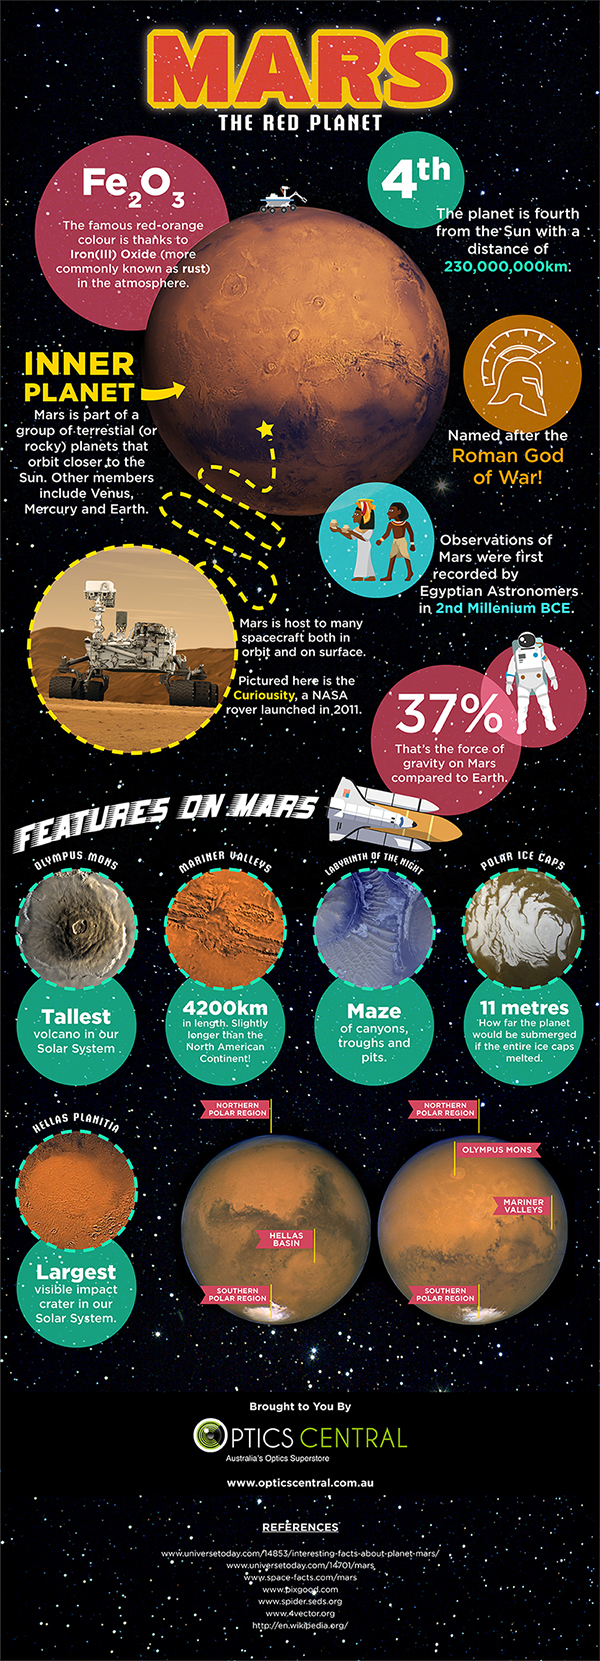 MARS
THE RED PLANET
Fe2O3
The famous red-orange
colour is thanks to
Iron(III) Oxide (more
commonly known as rust)
in the atmosphere.
4th
The planet is fourth
from the Sun with a
distance of
230,000,000km.
INNER
PLANET
Mars is part of a
group of terrestial (or
rocky) planets that
orbit closer to the
Sun. Other members
include Venus,
Mercury and Earth.
Named after the
Roman God
of War!
Observations of
Mars were first
recorded by
Egyptian Astronomers
in 2nd Millenium BCE.
Mars is host to many
spacecraft both in
orbit and on surface.
Pictured here is the
Curiousity, a NASA
rover launched in 2011.
37%
That's the force of
gravity on Mars
compared to Earth.
FEATURES ON MARS
OLYMPUS MONS
Tallest
volcano in our
Solar System
MARINER VALLEYS
4200km
in length. Slightly
longer than the
North American
Continent!
LABYRINTH OF THE NIGHT
Maze
of canyons,
troughs and
pits.
POLAR ICE CAPS
11 metres
How far the planet
would be submerged
if the entire ice caps
melted.
HELLAS PLANITIA
Largest
visible impact
crater in our
Solar System.
NORTHERN
POLAR REGION
HELLAS
BASIN
SOUTHERN
POLAR REGION
NORTHERN
POLAR REGION
OLYMPUS MONS
MARINER
VALLEYS
SOUTHERN
POLAR REGION
Brought to You By
OPTICS CENTRAL
Australia's Optics Superstore
www.opticscentral.com.au
REFERENCES
www.universetoday.com/14853/interesting-facts-about-planet-mars/
www.universetoday.com/14701/mars
www.space-facts.com/mars
www.pixgood.com
www.spider.seds.org
www.4vector.org
http://en.wikipedia.org/